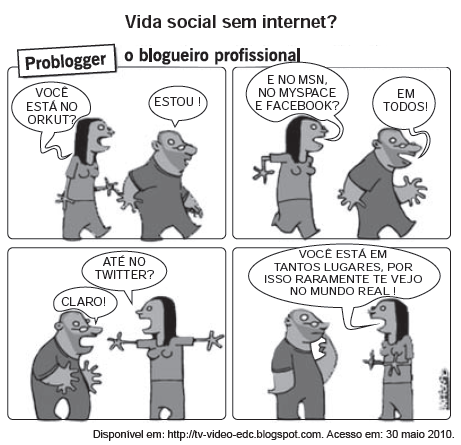 Vida social sem internet?
Problogger o blogueiro profissional
VOCÊ
ESTÁ NO
ORKUT?
ESTOU !
E NO MSN,
NO MYSPACE
E FACEBOOK?
EM
TODOS!
ATÉ NO
TWITTER?
CLARO!
VOCÊ ESTÁ EM
TANTOS LUGARES, POR
ISSO RARAMENTE TE VEJO
NO MUNDO REAL !
Disponível em: http://tv-video-edc.blogspot.com. Acesso em: 30 maio 2010.